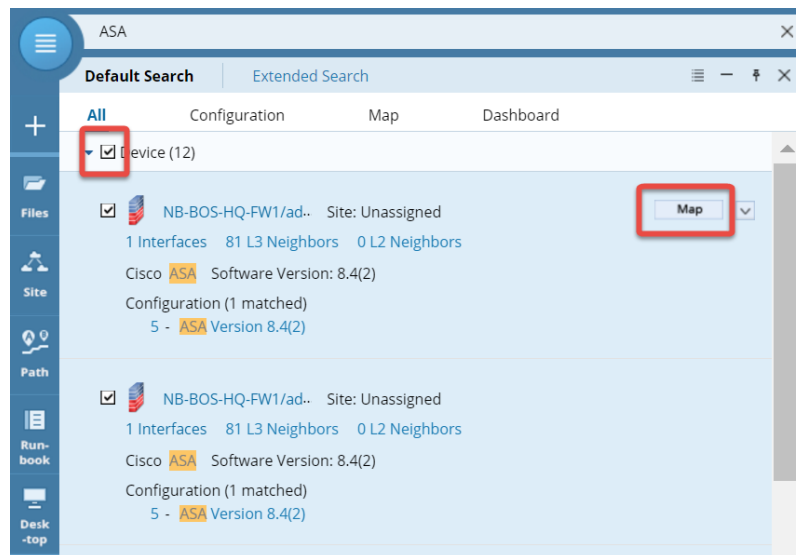 ASA
Default Search Extended Search
All Configuration Map Dashboard
Device (12)
Files
Site
Path
Run-
book
Desk
-top
NB-BOS-HQ-FW1/ad.. Site: Unassigned
Map
1 Interfaces 81 L3 Neighbors 0 L2 Neighbors
Cisco ASA Software Version: 8.4(2)
Configuration (1 matched)
5 - ASA Version 8.4(2)
NB-BOS-HQ-FW1/ad.. Site: Unassigned
1 Interfaces 81 L3 Neighbors 0 L2 Neighbors
Cisco ASA Software Version: 8.4(2)
Configuration (1 matched)
5 - ASA Version 8.4(2)